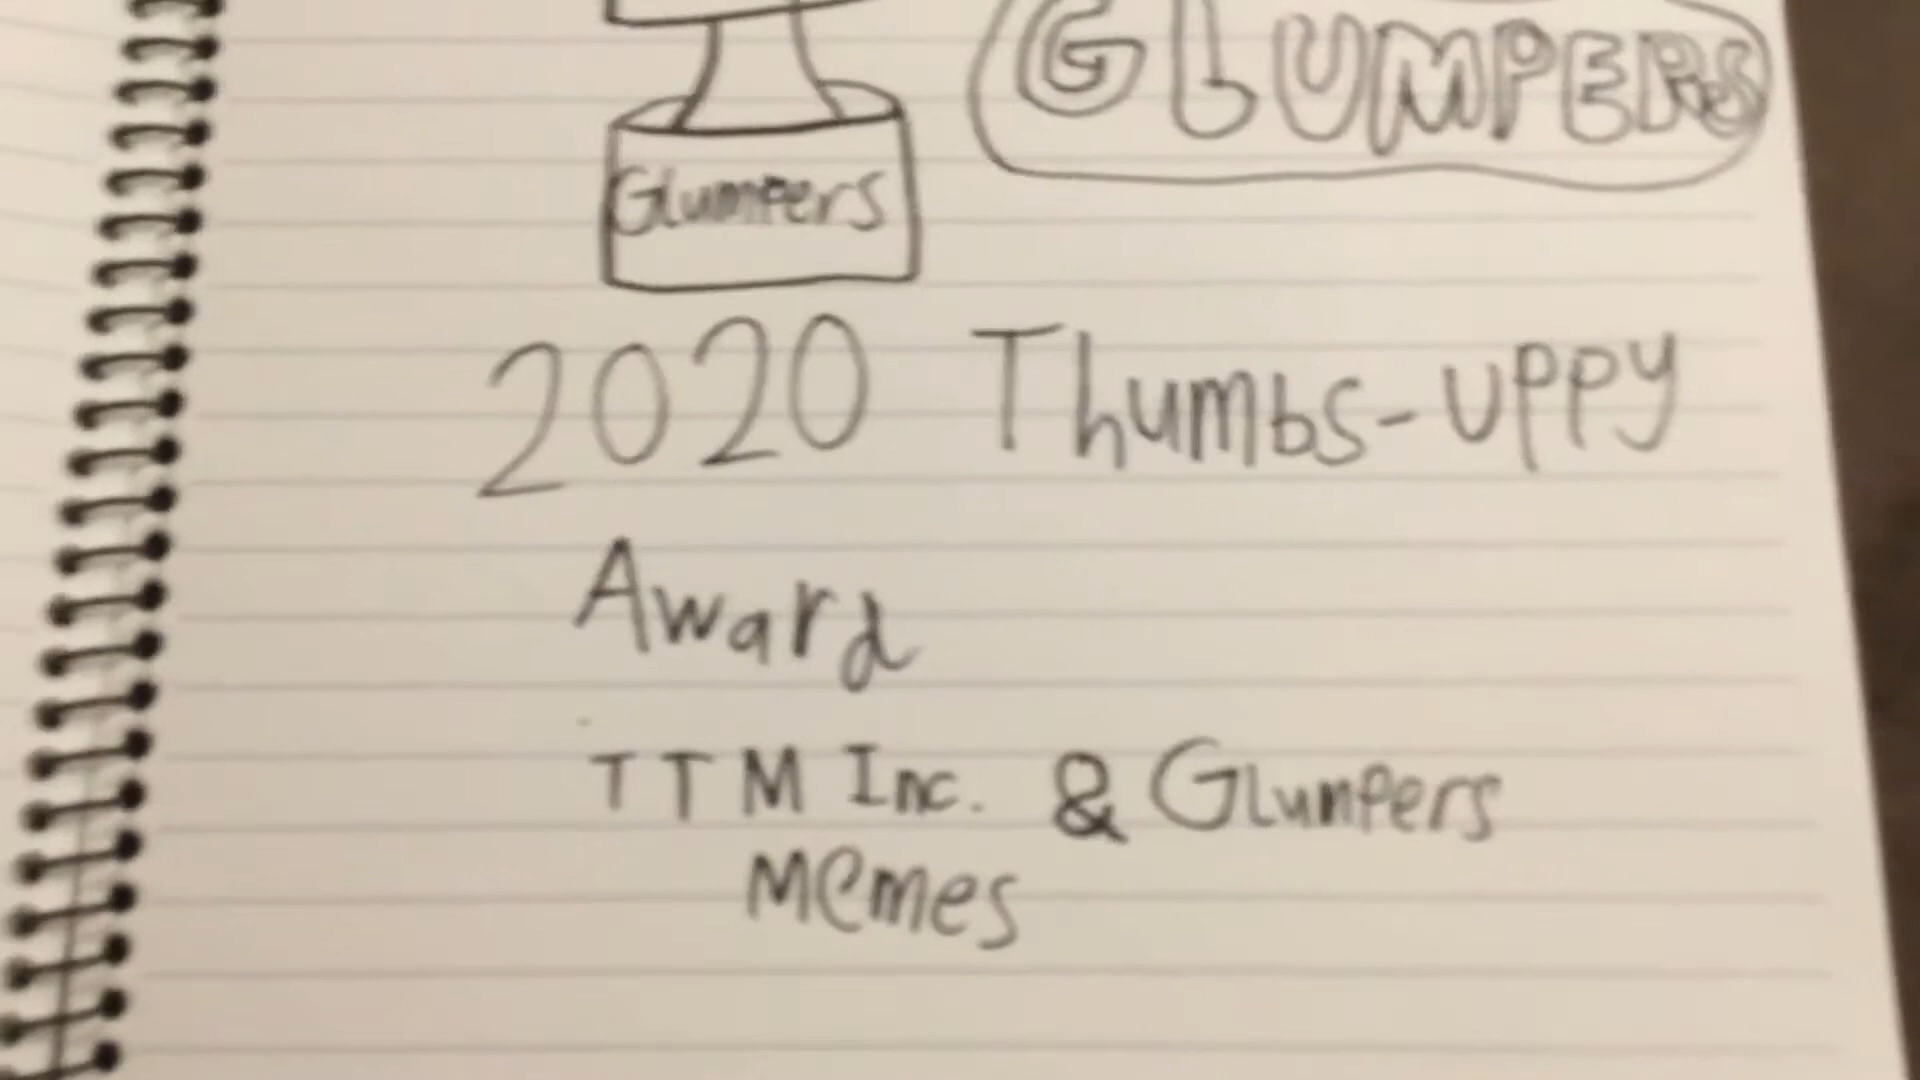 GLUMPERS
Glumpers
2020 Thumbs-uppy
Award
TTM Inc. & Glumpers
Memes